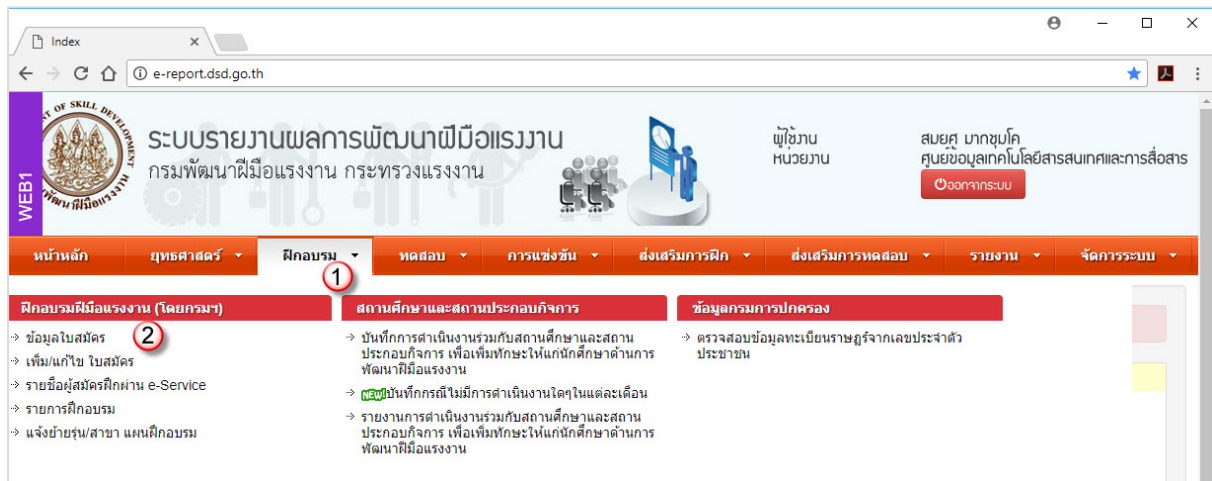 Index
e-report.dsd.go.th
WEB1
ระบบรายงานผลการพัฒนาฝีมือแรงงาน
กรมพัฒนาฝีมือแรงงาน กระทรวงแรงงาน
ผู้ใช้งาน สมยศ มากชุมโค
หน่วยงาน ศูนย์ข้อมูลเทคโนโลยีสารสนเทศและการสื่อสาร
ออกจากระบบ
หน้าหลัก ยุทธศาสตร์ ฝึกอบรม ทดสอบ การแข่งขัน ส่งเสริมการฝึก ส่งเสริมการทดสอบ รายงาน จัดการระบบ
1
ฝึกอบรมฝีมือแรงงาน (โดยกรมฯ)
ข้อมูลใบสมัคร 2
เพิ่ม/แก้ไข ใบสมัคร
รายชื่อผู้สมัครฝึกผ่าน e-Service
รายการฝึกอบรม
แจ้งย้ายรุ่น/สาขา แผนฝึกอบรม
สถานศึกษาและสถานประกอบกิจการ
บันทึกการดำเนินงานร่วมกับสถานศึกษาและสถาน
ประกอบกิจการ เพื่อเพิ่มทักษะให้แก่นักศึกษาด้านการ
พัฒนาฝีมือแรงงาน
NEW บันทึกกรณีไม่มีการดำเนินงานใดๆในแต่ละเดือน
รายงานการดำเนินงานร่วมกับสถานศึกษาและสถาน
ประกอบกิจการ เพื่อเพิ่มทักษะให้แก่นักศึกษาด้านการ
พัฒนาฝีมือแรงงาน
ข้อมูลกรมการปกครอง
ตรวจสอบข้อมูลทะเบียนราษฎร์จากเลขประจำตัว
ประชาชน